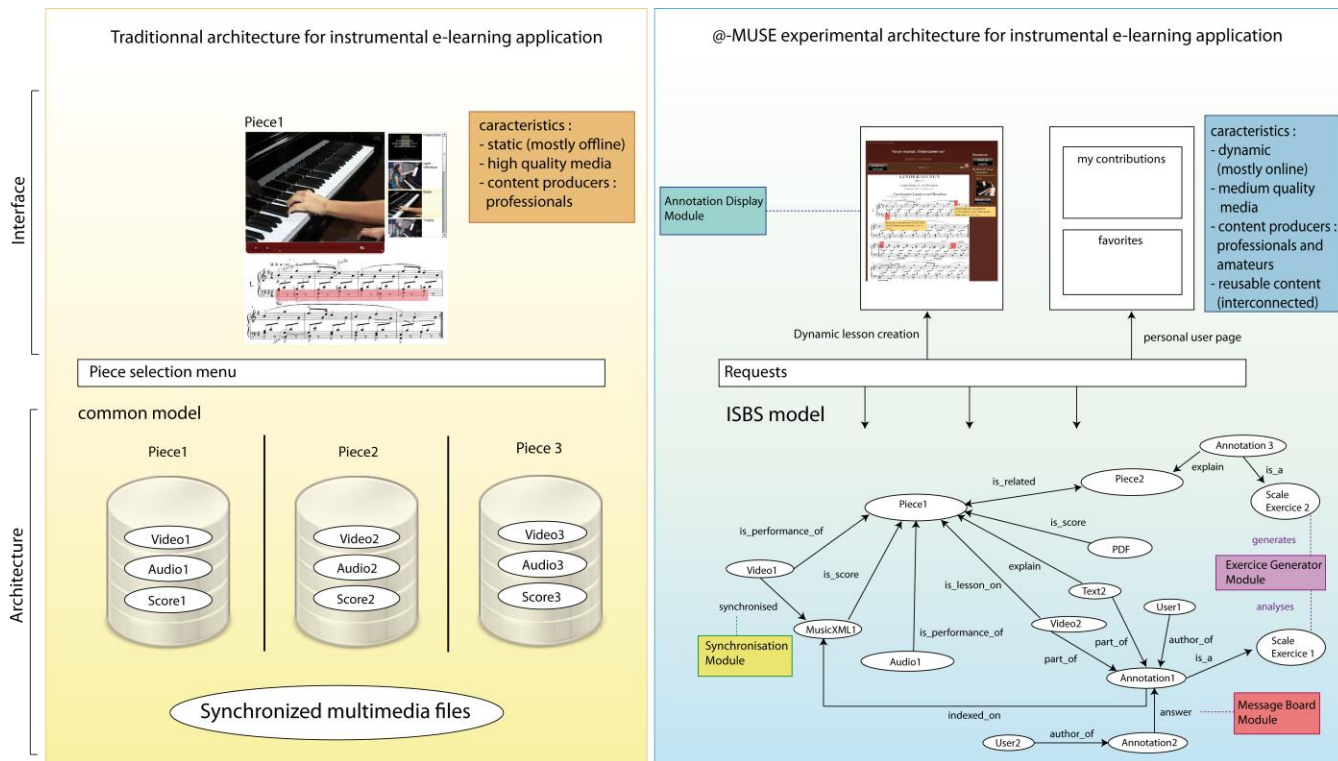 Traditionnal architecture for instrumental e-learning application
Interface
Piece1
caracteristics :
- static (mostly offline)
- high quality media
- content producers :
professionals
Piece selection menu
Architecture
common model
Piece1
Piece2
Piece 3
Video1
Audio1
Score1
Video2
Audio2
Score2
Video3
Audio3
Score3
Synchronized multimedia files
@-MUSE experimental architecture for instrumental e-learning application
Annotation Display
Module
KINDERSZENEN
my contributions
favorites
caracteristics :
- dynamic
(mostly online)
- medium quality
media
- content producers :
professionals and
amateurs
- reusable content
(interconnected)
Dynamic lesson creation
personal user page
Requests
ISBS model
Annotation 3
explain
is_a
Piece2
is_related
Scale
Exercice 2
Piece1
is_performance_of
is_score
PDF
generates
Video1
is_score
explain
Exercice Generator
Module
is_lesson_on
Text2
synchronised
User1
analyses
MusicXML1
Video2
is_performance_of
part_of
author_of
Scale
Exercice 1
Synchronisation
Module
Audio1
part_of
is_a
Annotation1
indexed_on
answer
Message Board
Module
User2
author_of
Annotation2